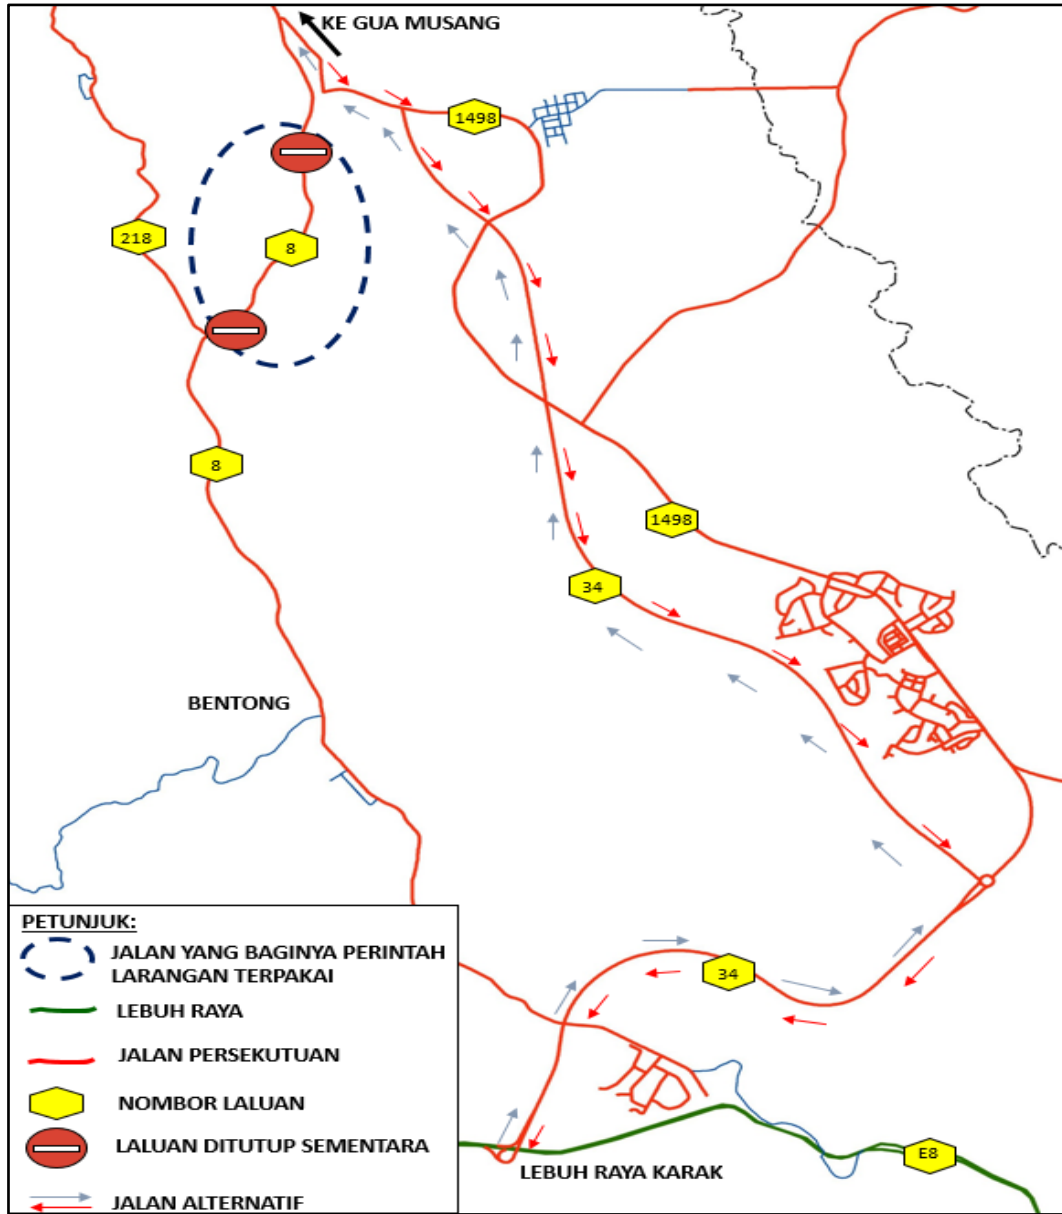 KE GUA MUSANG
1498
218
8
8
1498
34
BENTONG
34
PETUNJUK:
JALAN YANG BAGINYA PERINTAH
LARANGAN TERPAKAI
LEBUH RAYA
JALAN PERSEKUTUAN
NOMBOR LALUAN
LALUAN DITUTUP SEMENTARA
JALAN ALTERNATIF
LEBUH RAYA KARAK
E8